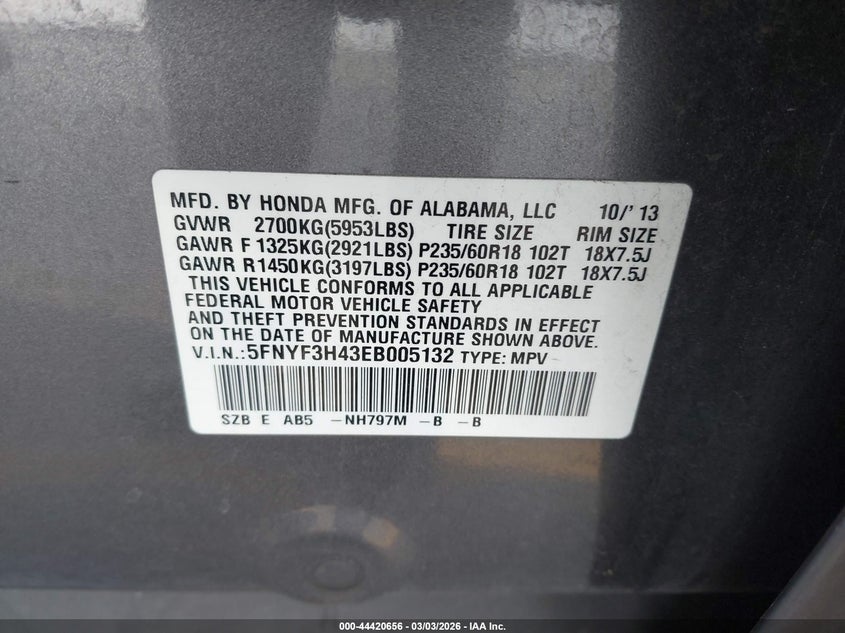 MFD. BY HONDA MFG. OF ALABAMA, LLC 10/' 13
GVWR 2700KG(5953LBS) TIRE SIZE RIM SIZE
GAWR F 1325KG(2921LBS) P235/60R18 102T 18X7.5J
GAWR R1450KG(3197LBS) P235/60R18 102T 18X7.5J
THIS VEHICLE CONFORMS TO ALL APPLICABLE
FEDERAL MOTOR VEHICLE SAFETY
AND THEFT PREVENTION STANDARDS IN EFFECT
ON THE DATE OF MANUFACTURE SHOWN ABOVE.
V.I.N.:5FNYF3H43EB005132 TYPE: MPV
SZB E AB5 -NH797M -B -B
000-44420656 - 03/03/2026 - IAA Inc.